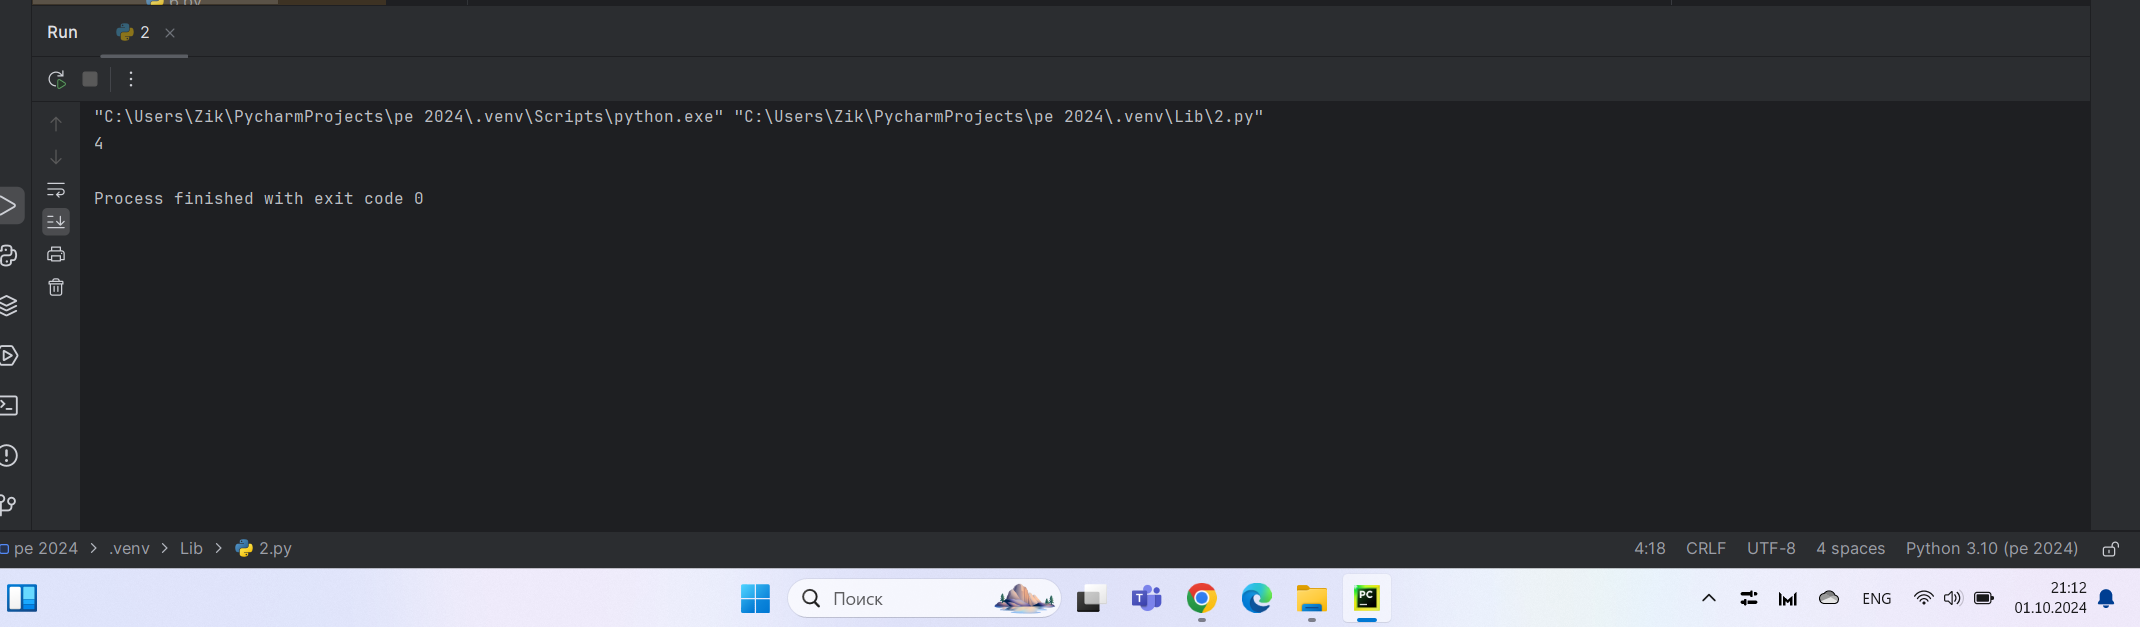 Run 2
"C:\Users\Zik\PycharmProjects\pe 2024\.venv\Scripts\python.exe" "C:\Users\Zik\PycharmProjects\pe 2024\.venv\Lib\2.py"
4
Process finished with exit code 0
pe 2024 > .venv > Lib > 2.py 4:18 CRLF UTF-8 4 spaces Python 3.10 (pe 2024)
Поиск ENG 21:12
01.10.2024